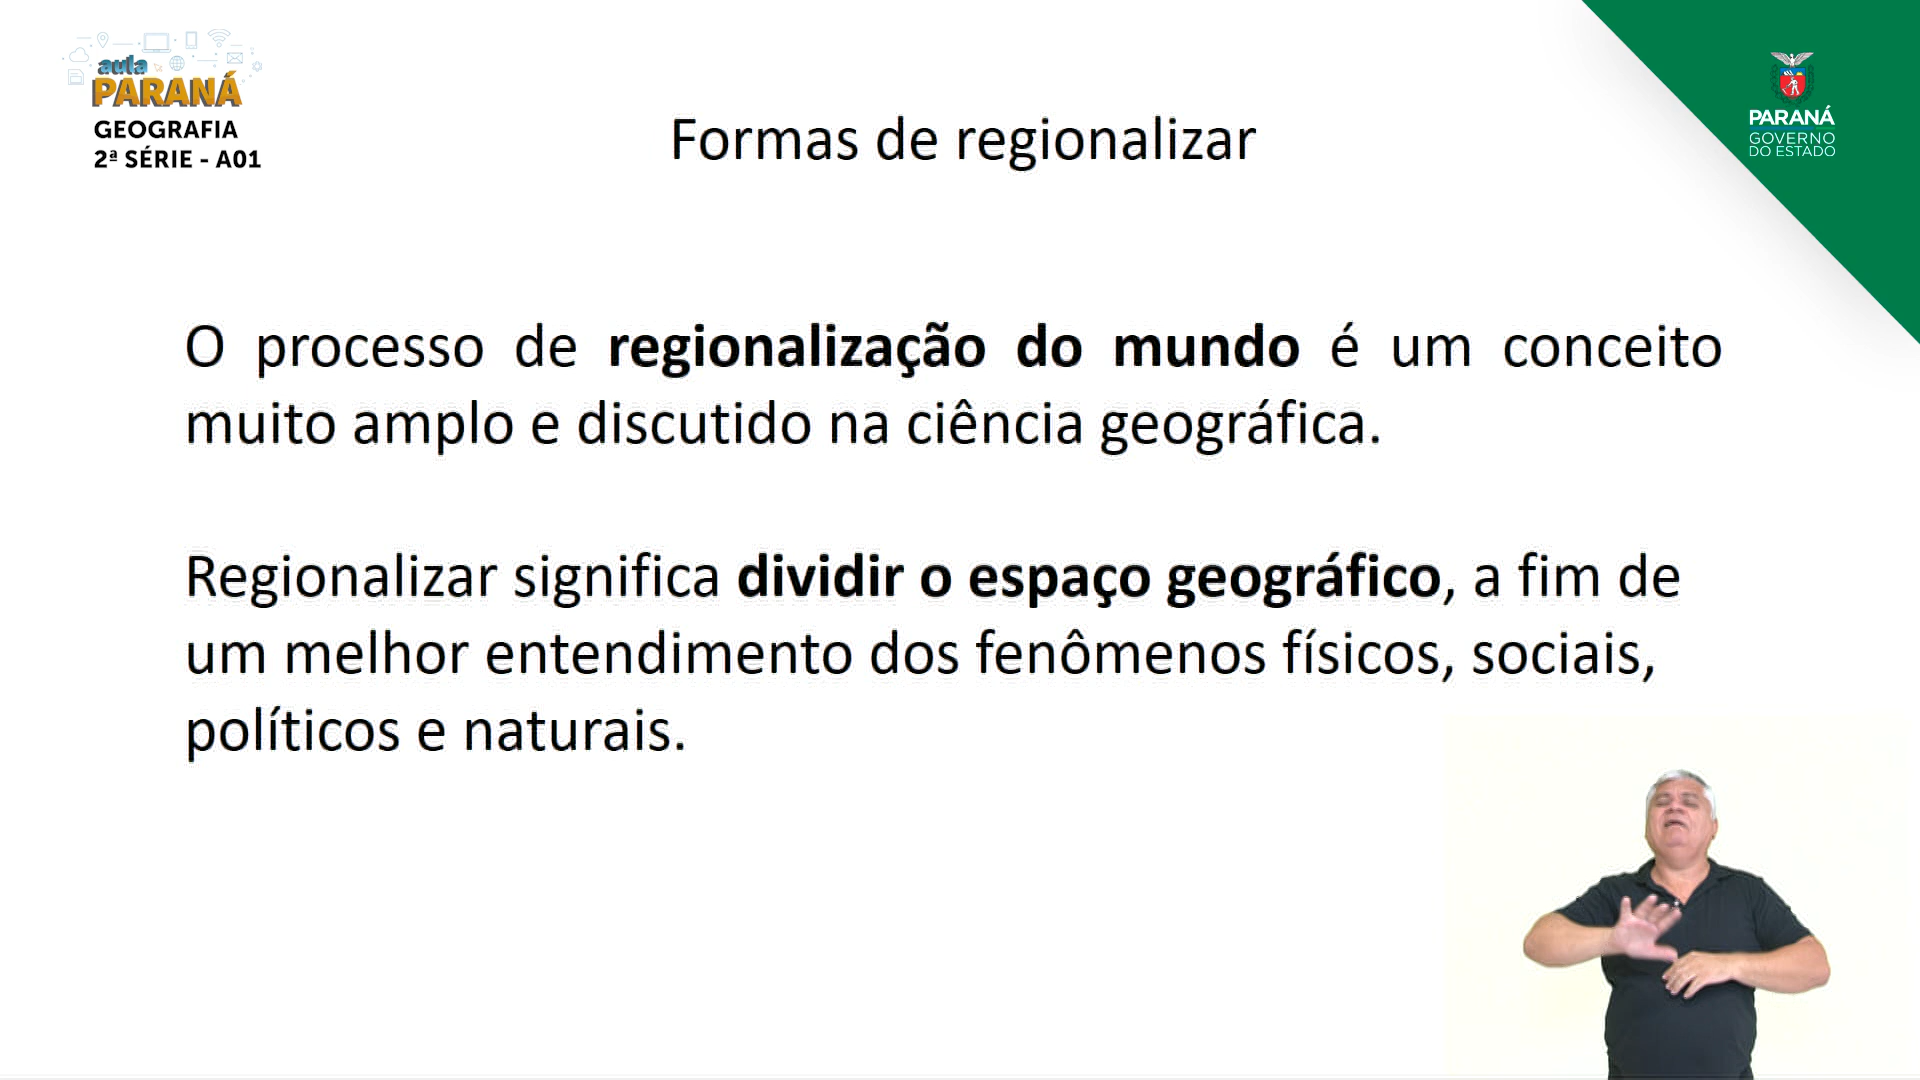 aula
PARANÁ
GEOGRAFIA
2ª SÉRIE - A01
Formas de regionalizar
PARANÁ
GOVERNO
DO ESTADO
O processo de regionalização do mundo é um conceito
muito amplo e discutido na ciência geográfica.
Regionalizar significa dividir o espaço geográfico, a fim de
um melhor entendimento dos fenômenos físicos, sociais,
políticos e naturais.